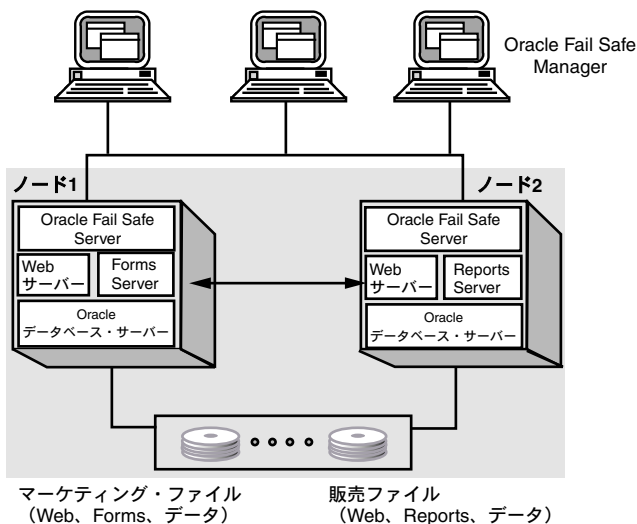 Oracle Fail Safe
Manager
ノード1
ノード2
Oracle Fail Safe
Server
Web
サーバー
Forms
Server
Oracle
データベース・サーバー
Oracle Fail Safe
Server
Web
サーバー
Reports
Server
Oracle
データベース・サーバー
マーケティング・ファイル
（Web、Forms、データ）
販売ファイル
（Web、Reports、データ）